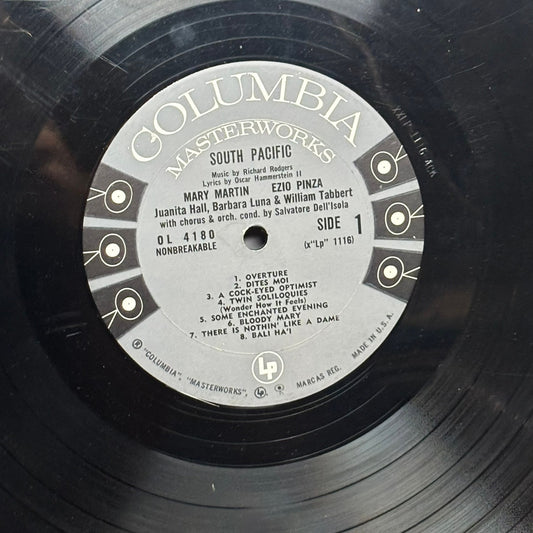 COLUMBIA
MASTERWORKS
SOUTH PACIFIC
Music by Richard Rodgers
Lyrics by Oscar Hammerstein II
MARY MARTIN EZIO PINZA
Juanita Hall, Barbara Luna & William Tabbert
with chorus & orch. cond. by Salvatore Dell'Isola
OL 4180
NONBREAKABLE
SIDE 1
(x"Lp" 1116)
1. OVERTURE
2. DITES MOI
3. A COCK-EYED OPTIMIST
4. TWIN SOLILOQUIES
(Wonder How It Feels)
5. SOME ENCHANTED EVENING
6. BLOODY MARY
7. THERE IS NOTHIN' LIKE A DAME
8. BALI HA'I
Lp
"COLUMBIA", "MASTERWORKS", Lp, MARCAS REG. MADE IN U.S.A.